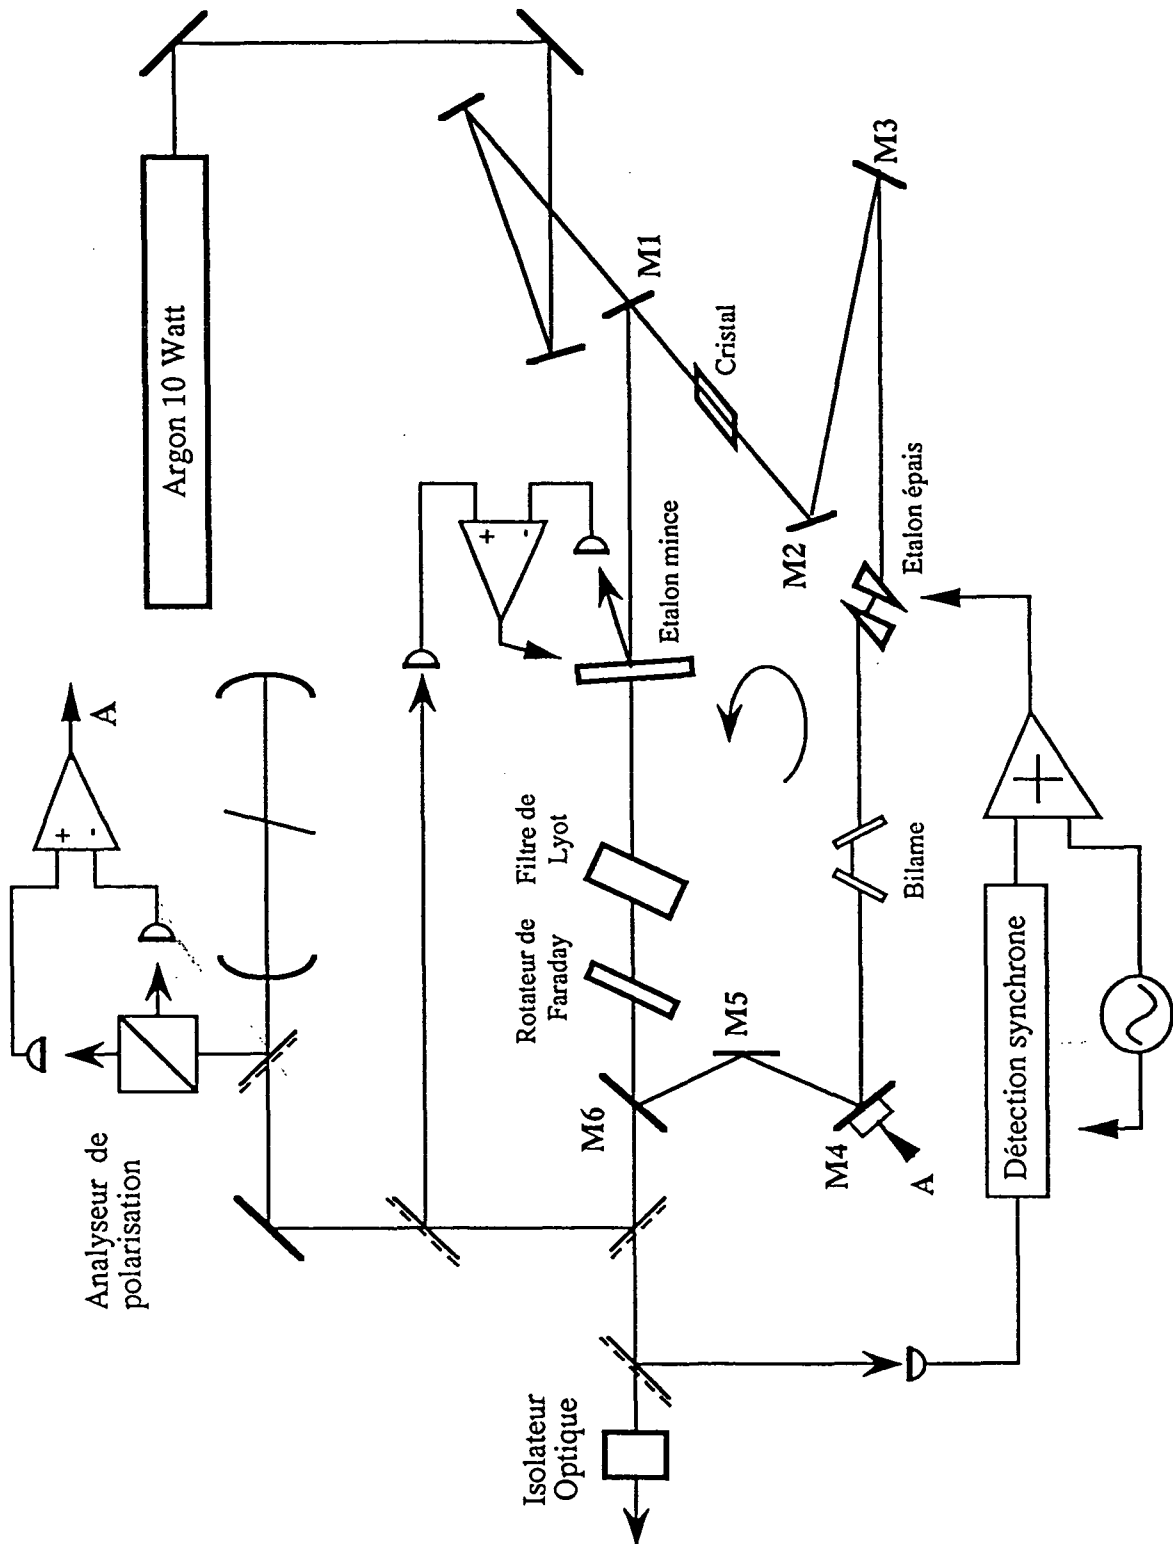 Argon 10 Watt
A
+
-
Analyseur de
polarisation
+
-
M1
M3
Cristal
M2
Etalon épais
Etalon mince
Filtre de
Lyot
Rotateur de
Faraday
Bilame
M5
M6
M4
A
+
Détection synchrone
Isolateur
Optique